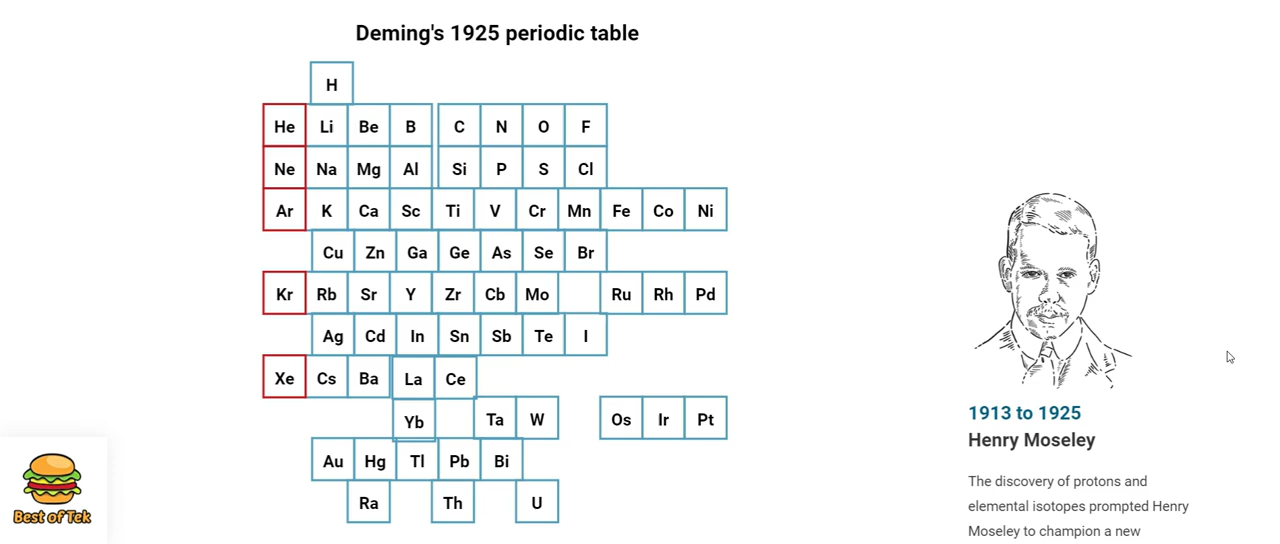 Deming's 1925 periodic table
H
He Li Be B C N O F
Ne Na Mg Al Si P S Cl
Ar K Ca Sc Ti V Cr Mn Fe Co Ni
Cu Zn Ga Ge As Se Br
Kr Rb Sr Y Zr Cb Mo Ru Rh Pd
Ag Cd In Sn Sb Te I
Xe Cs Ba La Ce
Yb Ta W Os Ir Pt
Au Hg Tl Pb Bi
Ra Th U
1913 to 1925
Henry Moseley
The discovery of protons and
elemental isotopes prompted Henry
Moseley to champion a new
Best of Tek